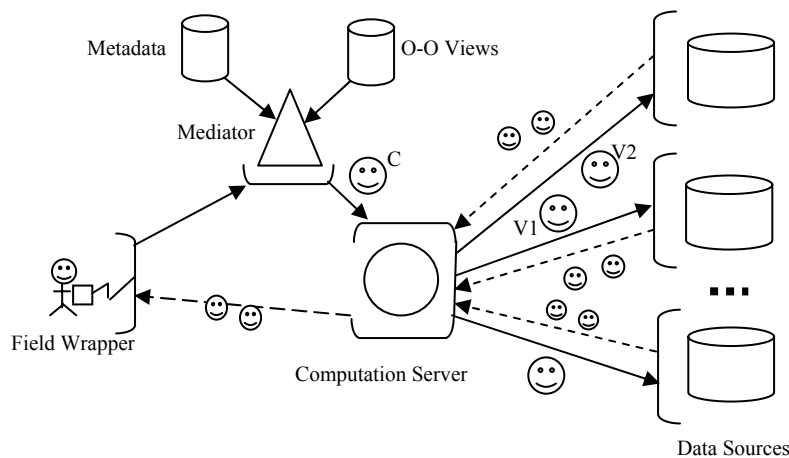 Metadata
O-O Views
Mediator
C
V2
V1
Field Wrapper
Computation Server
Data Sources